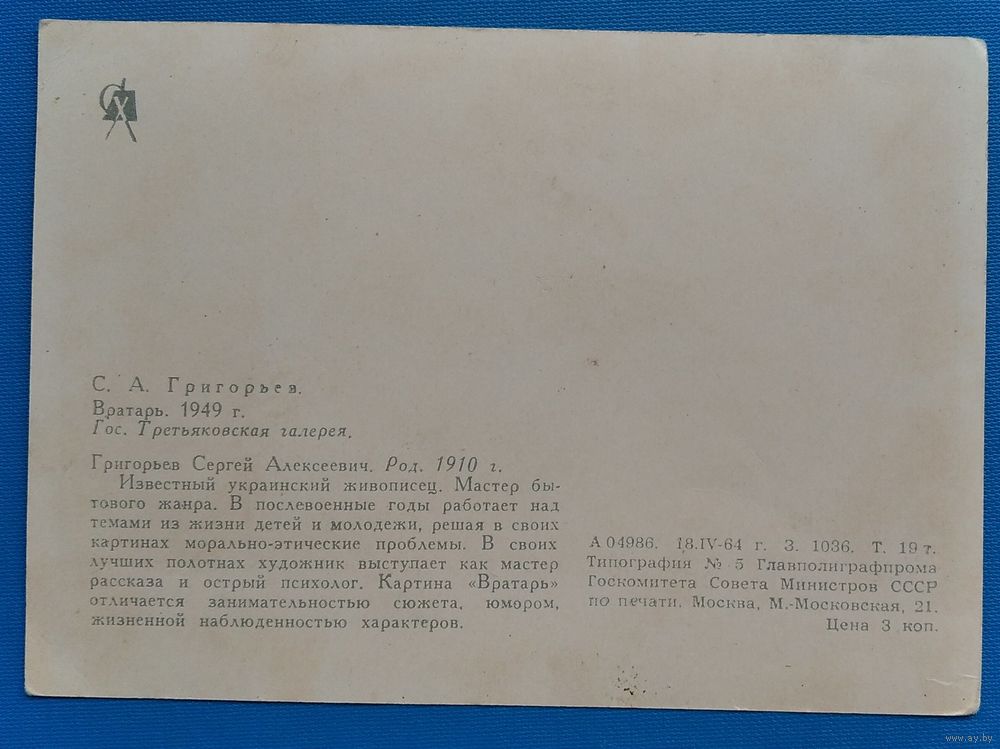 С. А. Григорьев.
Вратарь. 1949 г.
Гос. Третьяковская галерея.
Григорьев Сергей Алексеевич. Род. 1910 г.
Известный украинский живописец. Мастер бы-
тового жанра. В послевоенные годы работает над
темами из жизни детей и молодежи, решая в своих
картинах морально-этические проблемы. В своих
лучших полотнах художник выступает как мастер
рассказа и острый психолог. Картина «Вратарь»
отличается занимательностью сюжета, юмором,
жизненной наблюденностью характеров.
А 04986. 18.IV-64 г. З. 1036. Т. 19 т.
Типография № 5 Главполиграфпрома
Госкомитета Совета Министров СССР
по печати. Москва, М.-Московская, 21.
Цена 3 коп.
www.ay.by